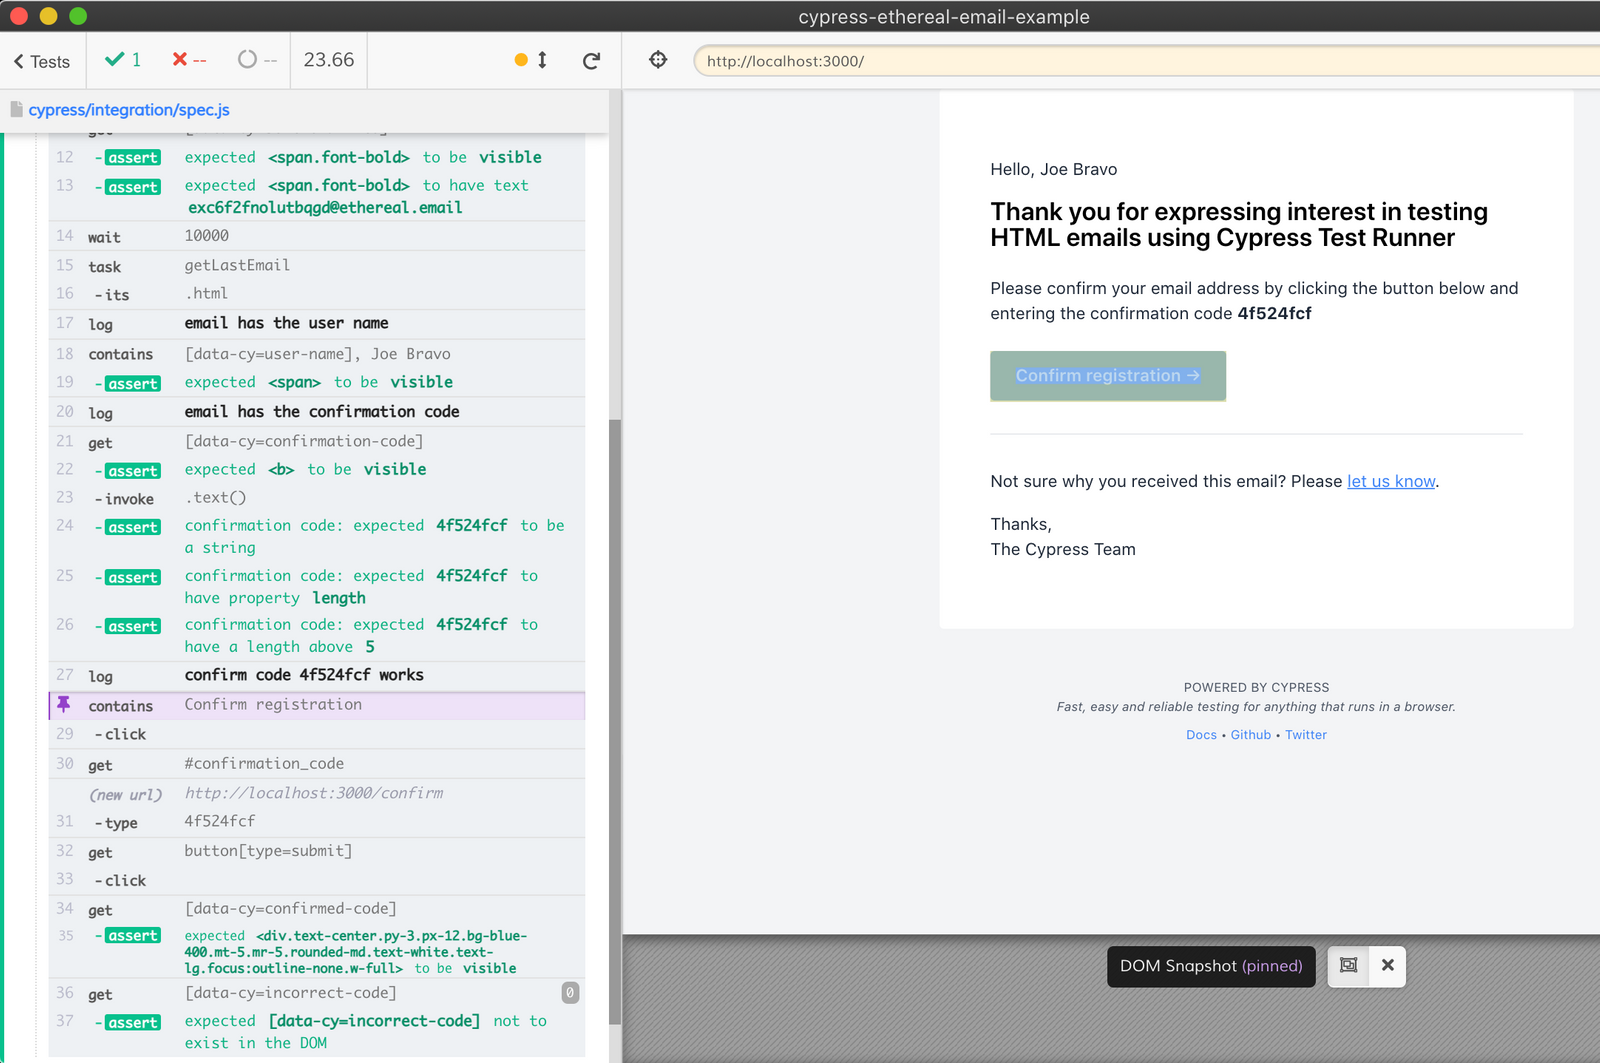 cypress-ethereal-email-example
Tests
1
--
--
23.66
http://localhost:3000/
cypress/integration/spec.js
get
12 -assert expected <span.font-bold> to be visible
13 -assert expected <span.font-bold> to have text
exc6f2fnolutbqgd@ethereal.email
14 wait 10000
15 task getLastEmail
16 -its .html
17 log email has the user name
18 contains [data-cy=user-name], Joe Bravo
19 -assert expected <span> to be visible
20 log email has the confirmation code
21 get [data-cy=confirmation-code]
22 -assert expected <b> to be visible
23 -invoke .text()
24 -assert confirmation code: expected 4f524fcf to be
a string
25 -assert confirmation code: expected 4f524fcf to
have property length
26 -assert confirmation code: expected 4f524fcf to
have a length above 5
27 log confirm code 4f524fcf works
contains Confirm registration
29 -click
30 get #confirmation_code
(new url) http://localhost:3000/confirm
31 -type 4f524fcf
32 get button[type=submit]
33 -click
34 get [data-cy=confirmed-code]
35 -assert expected <div.text-center.py-3.px-12.bg-blue-
400.mt-5.mr-5.rounded-md.text-white.text-
lg.focus:outline-none.w-full> to be visible
36 get [data-cy=incorrect-code] 0
37 -assert expected [data-cy=incorrect-code] not to
exist in the DOM
Hello, Joe Bravo
Thank you for expressing interest in testing
HTML emails using Cypress Test Runner
Please confirm your email address by clicking the button below and
entering the confirmation code 4f524fcf
Confirm registration →
Not sure why you received this email? Please let us know.
Thanks,
The Cypress Team
POWERED BY CYPRESS
Fast, easy and reliable testing for anything that runs in a browser.
Docs • Github • Twitter
DOM Snapshot (pinned)